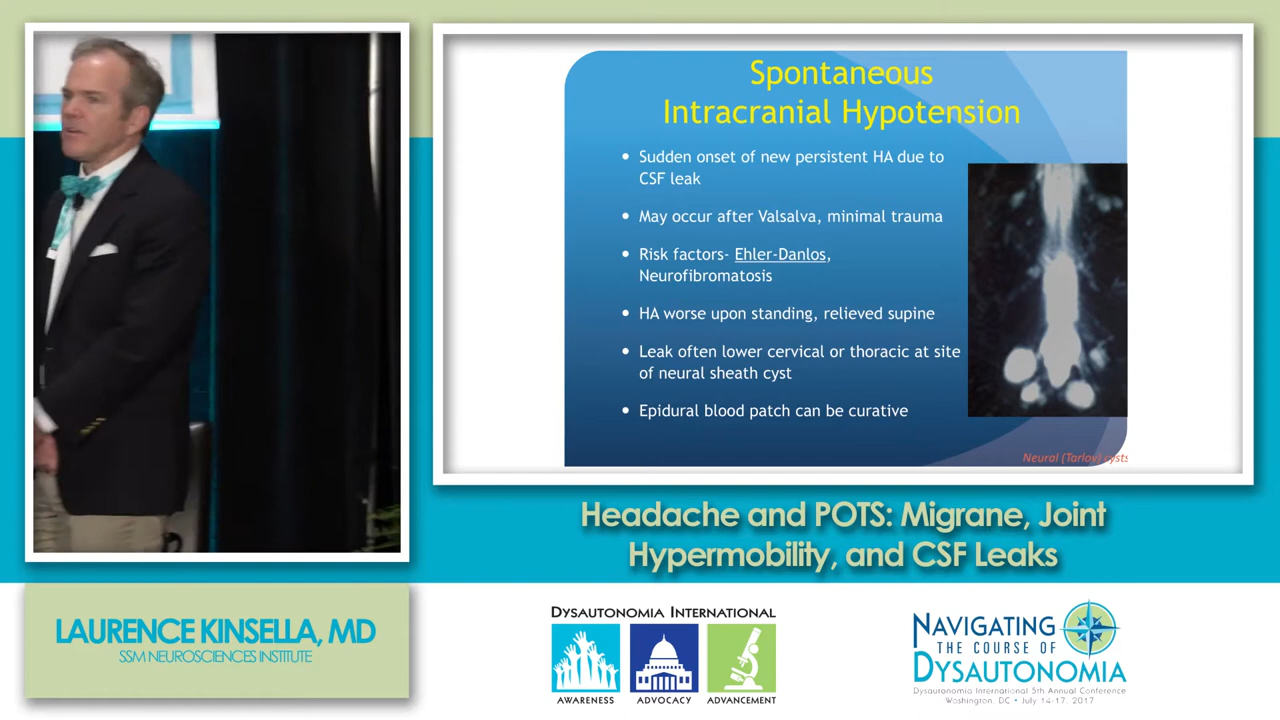 Spontaneous
Intracranial Hypotension
• Sudden onset of new persistent HA due to
CSF leak
• May occur after Valsalva, minimal trauma
• Risk factors- Ehler-Danlos,
Neurofibromatosis
• HA worse upon standing, relieved supine
• Leak often lower cervical or thoracic at site
of neural sheath cyst
• Epidural blood patch can be curative
Neural (Tarlov) cysts
Headache and POTS: Migrane, Joint
Hypermobility, and CSF Leaks
LAURENCE KINSELLA, MD
SSM NEUROSCIENCES INSTITUTE
DYSAUTONOMIA INTERNATIONAL
AWARENESS ADVOCACY ADVANCEMENT
NAVIGATING
THE COURSE OF
DYSAUTONOMIA
Dysautonomia International 5th Annual Conference
Washington, DC • July 14-17, 2017